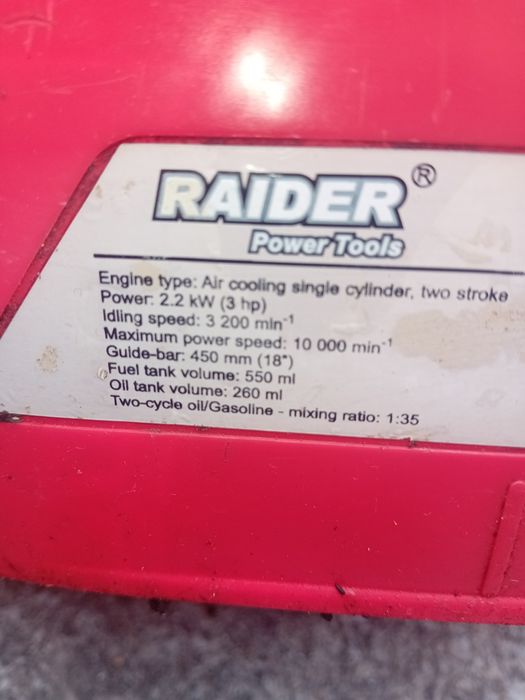 RAIDER®
Power Tools
Engine type: Air cooling single cylinder, two stroke
Power: 2.2 kW (3 hp)
Idling speed: 3 200 min⁻¹
Maximum power speed: 10 000 min⁻¹
Guide-bar: 450 mm (18")
Fuel tank volume: 550 ml
Oil tank volume: 260 ml
Two-cycle oil/Gasoline - mixing ratio: 1:35